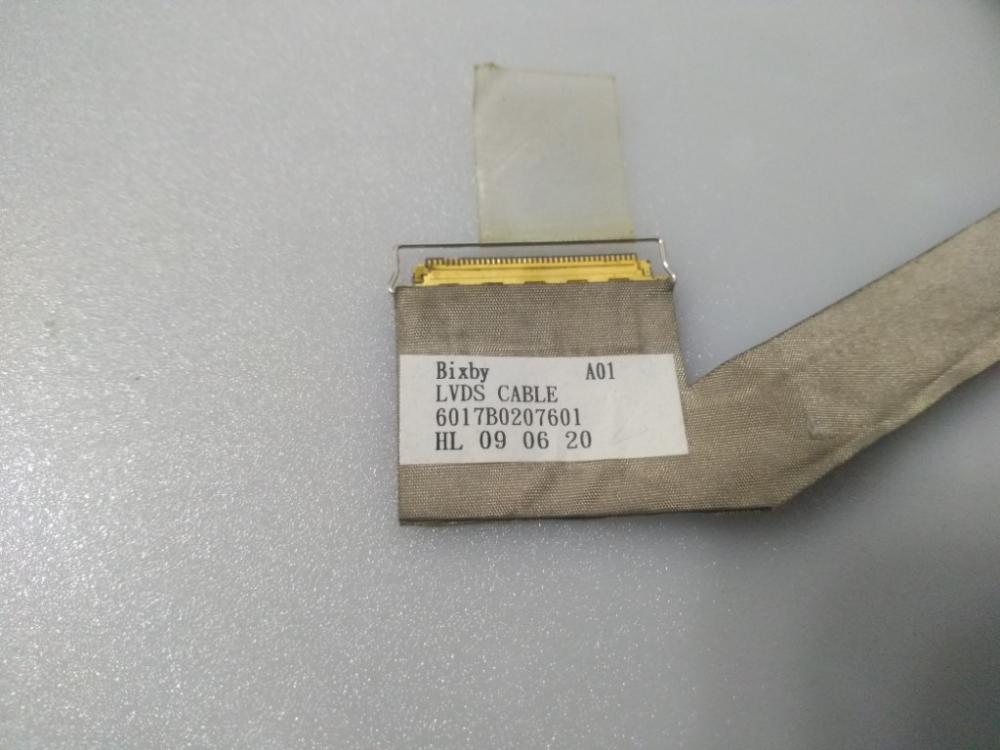 Bixby A01
LVDS CABLE
6017B0207601
HL 09 06 20